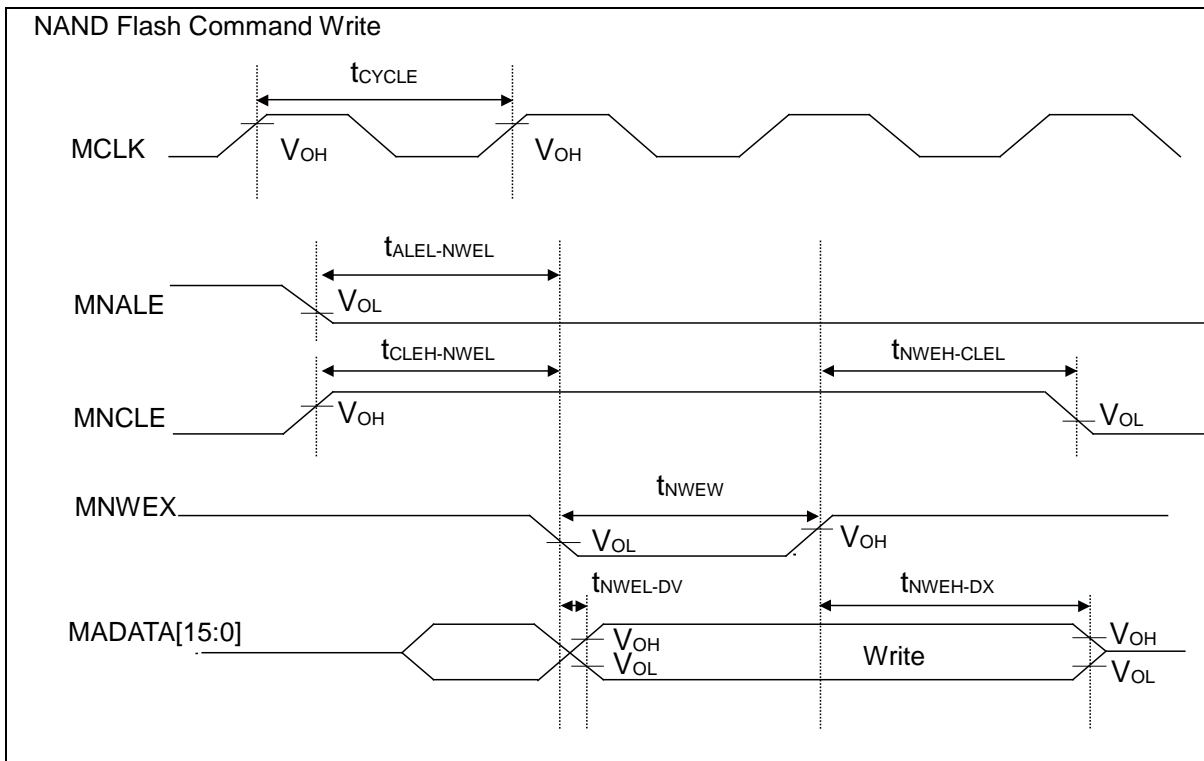 NAND Flash Command Write
tCYCLE
MCLK
VOH
VOH
tALEL-NWEL
MNALE
VOL
tCLEH-NWEL
tNWEH-CLEL
MNCLE
VOH
VOL
MNWEX
tNWEW
VOL
VOH
tNWEL-DV
tNWEH-DX
MADATA[15:0]
VOH
VOL
Write
VOH
VOL